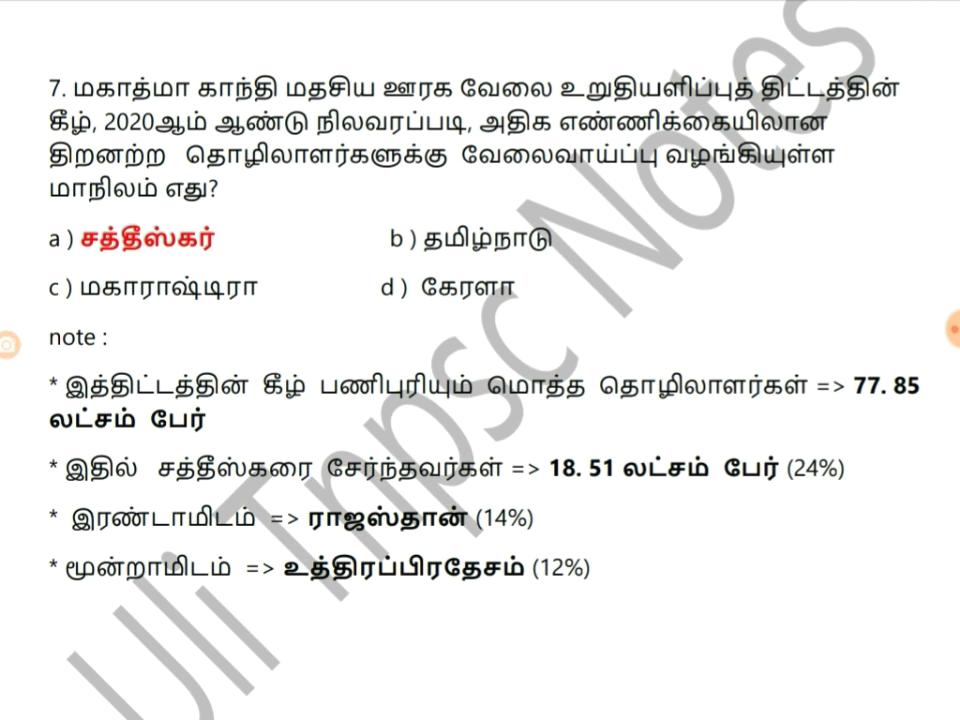 7. மகாத்மா காந்தி மதசிய ஊரக வேலை உறுதியளிப்புத் திட்டத்தின்
கீழ், 2020ஆம் ஆண்டு நிலவரப்படி, அதிக எண்ணிக்கையிலான
திறனற்ற தொழிலாளர்களுக்கு வேலைவாய்ப்பு வழங்கியுள்ள
மாநிலம் எது?
a ) சத்தீஸ்கர் b ) தமிழ்நாடு
c ) மகாராஷ்டிரா d ) கேரளா
note :
* இத்திட்டத்தின் கீழ் பணிபுரியும் மொத்த தொழிலாளர்கள் => 77. 85
லட்சம் பேர்
* இதில் சத்தீஸ்கரை சேர்ந்தவர்கள் => 18. 51 லட்சம் பேர் (24%)
* இரண்டாமிடம் => ராஜஸ்தான் (14%)
* மூன்றாமிடம் => உத்திரப்பிரதேசம் (12%)
Uli Tnpsc Notes